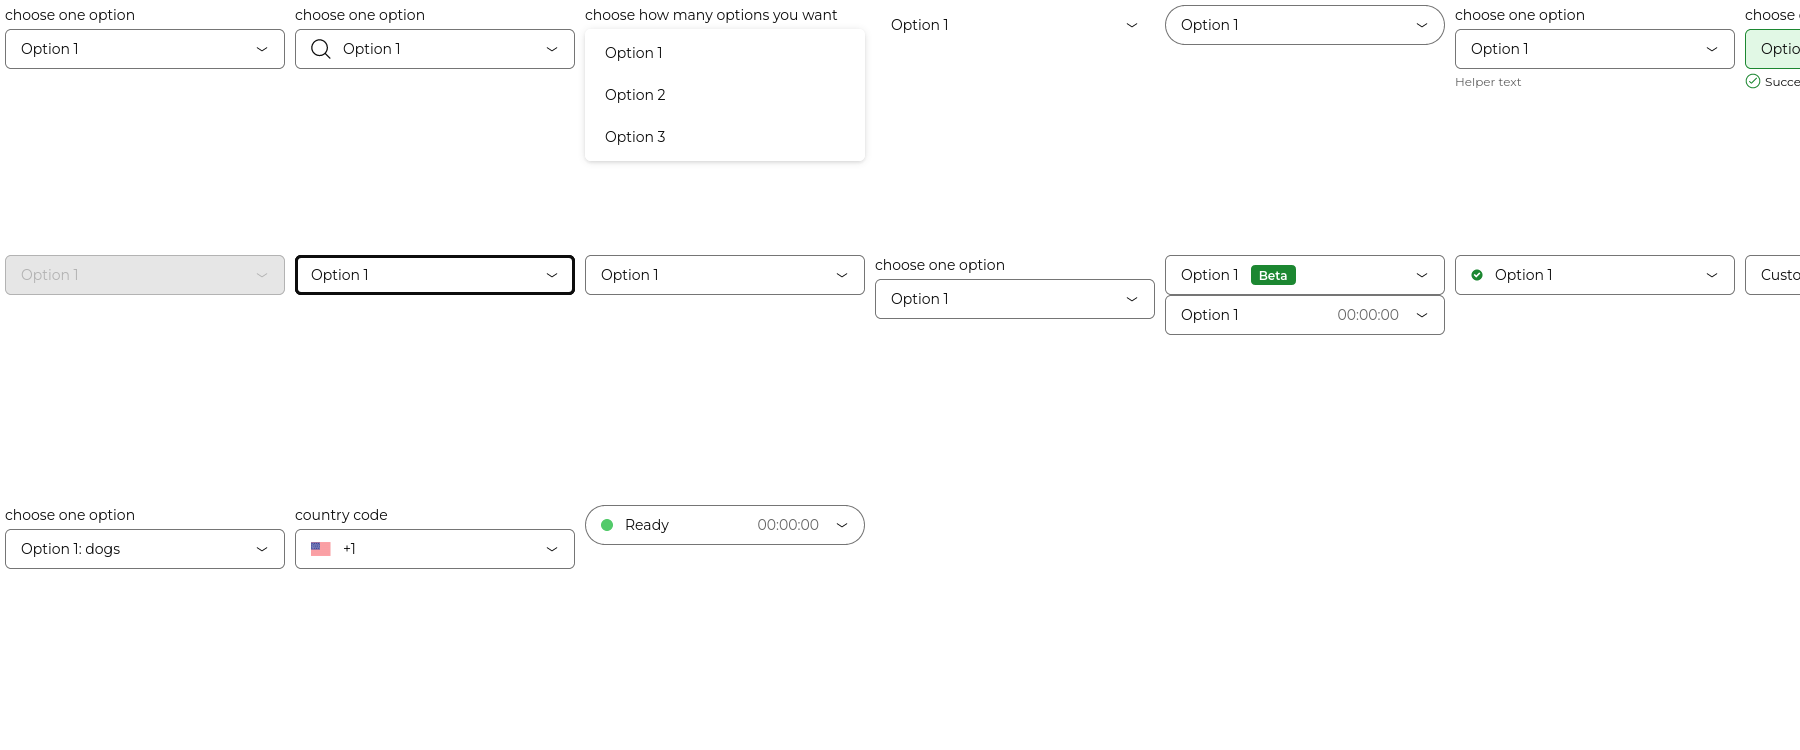 choose one option
Option 1
choose one option
Option 1
choose how many options you want
Option 1
Option 2
Option 3
Option 1
Option 1
choose one option
Option 1
Helper text
choose
Optio
Succe
Option 1
Option 1
Option 1
choose one option
Option 1
Option 1 Beta
Option 1 00:00:00
Option 1
Custo
choose one option
Option 1: dogs
country code
+1
Ready 00:00:00